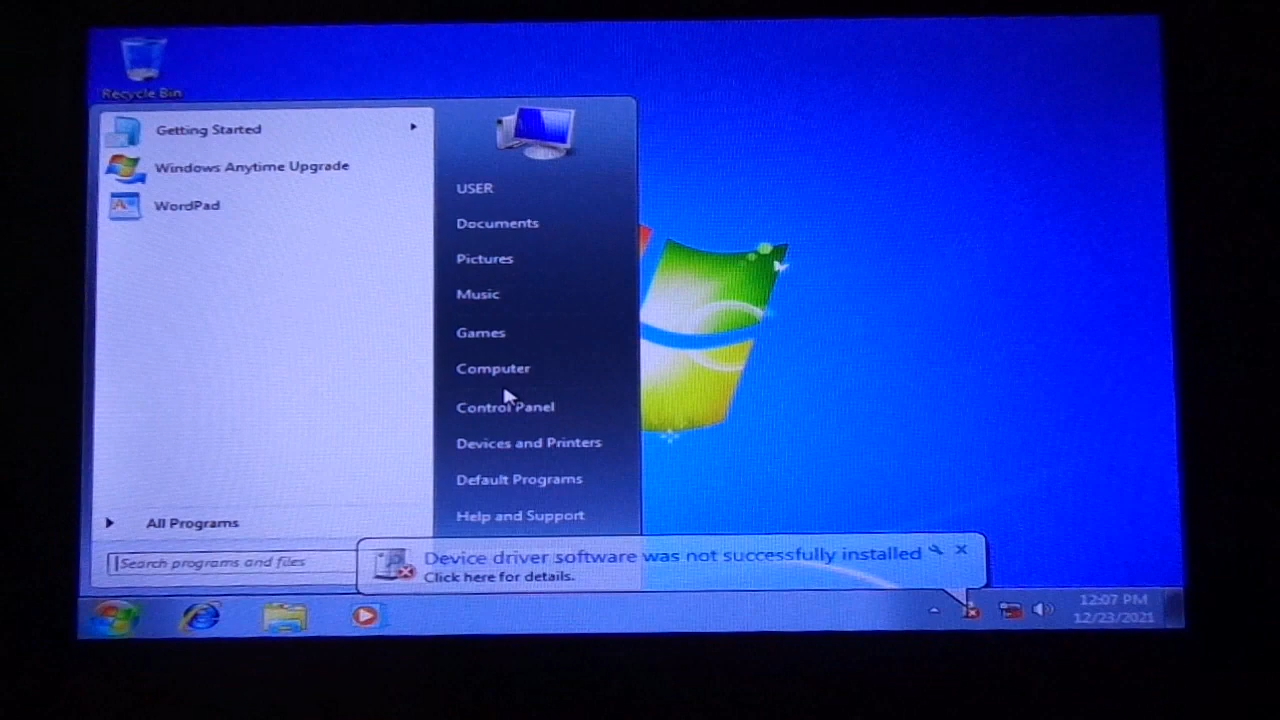 Recycle Bin
Getting Started
Windows Anytime Upgrade
WordPad
All Programs
Search programs and files
USER
Documents
Pictures
Music
Games
Computer
Control Panel
Devices and Printers
Default Programs
Help and Support
Device driver software was not successfully installed
Click here for details.
12:07 PM
12/23/2021